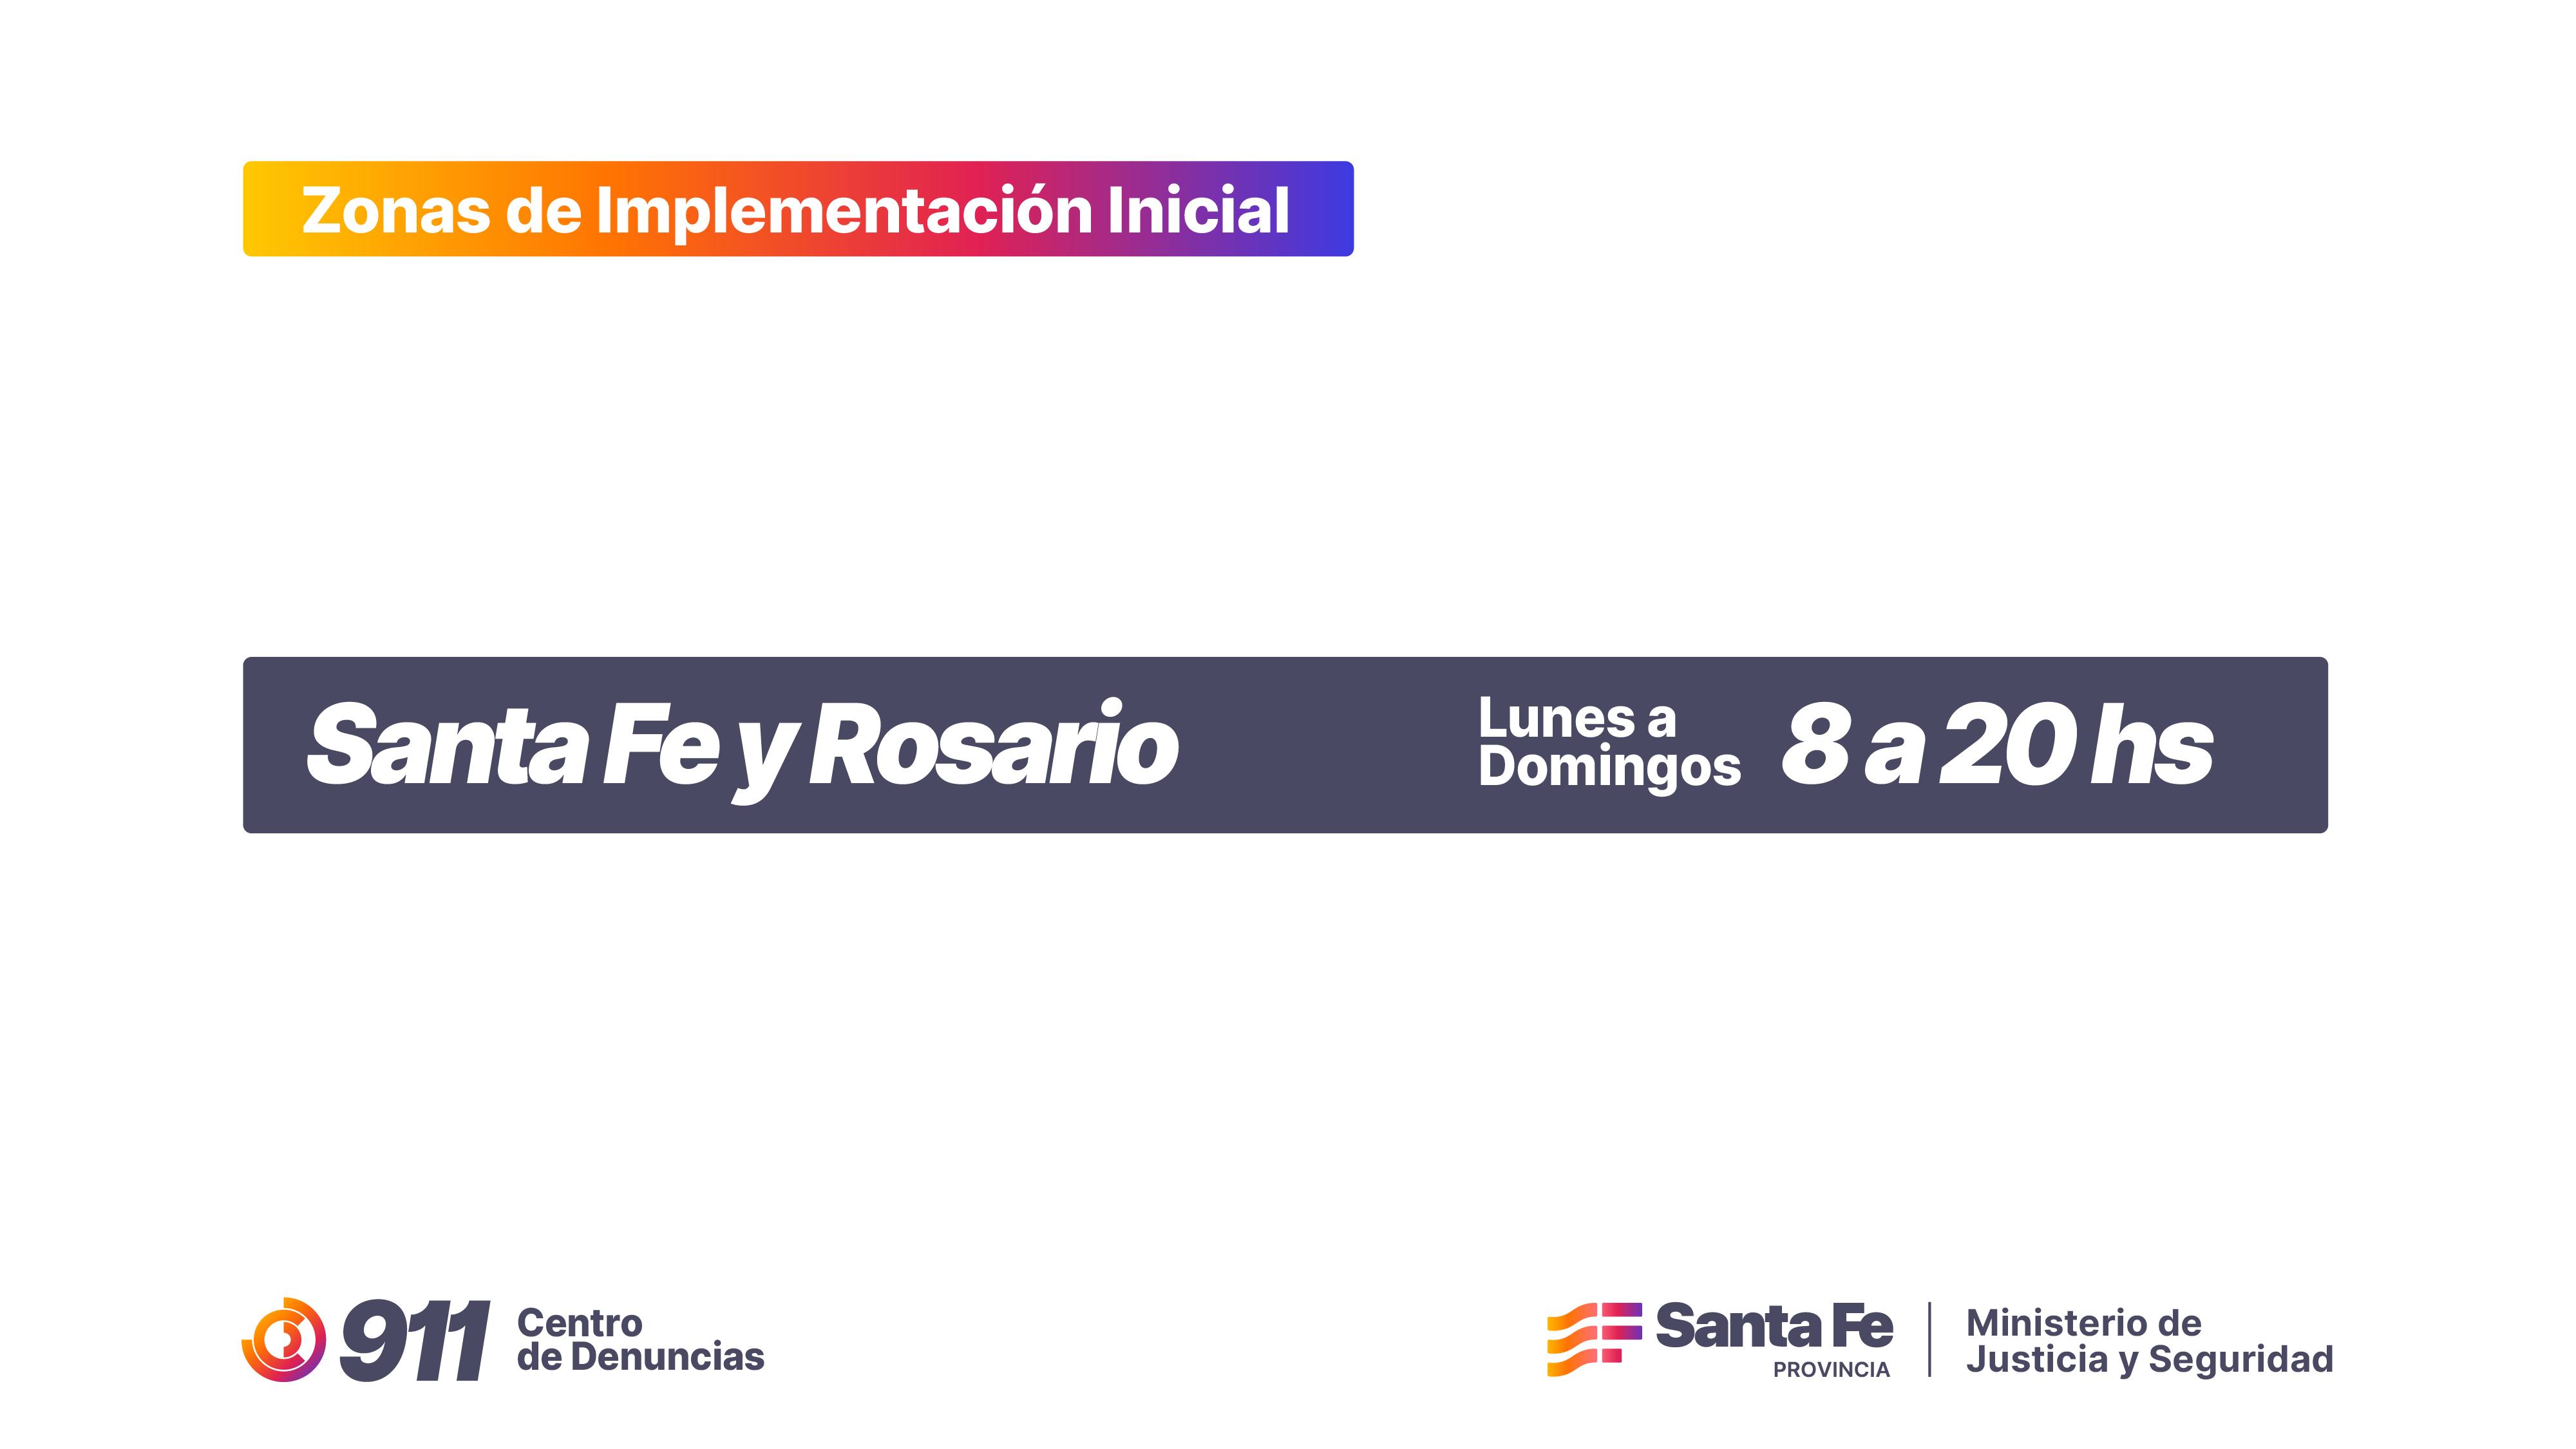 Zonas de Implementación Inicial
Santa Fe y Rosario
Lunes a
Domingos
8 a 20 hs
911
Centro
de Denuncias
Santa Fe
PROVINCIA
Ministerio de
Justicia y Seguridad